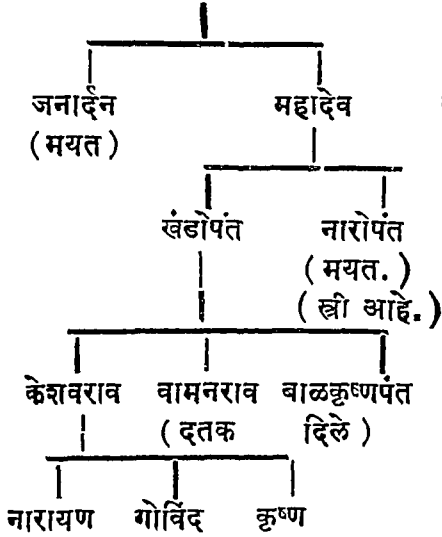 जनार्दन महादेव
(मयत)
खंडोपंत नारोपंत
(मयत.)
(स्त्री आहे.)
केशवराव वामनराव बाळकृष्णपंत
(दतक दिले)
नारायण गोविंद कृष्ण